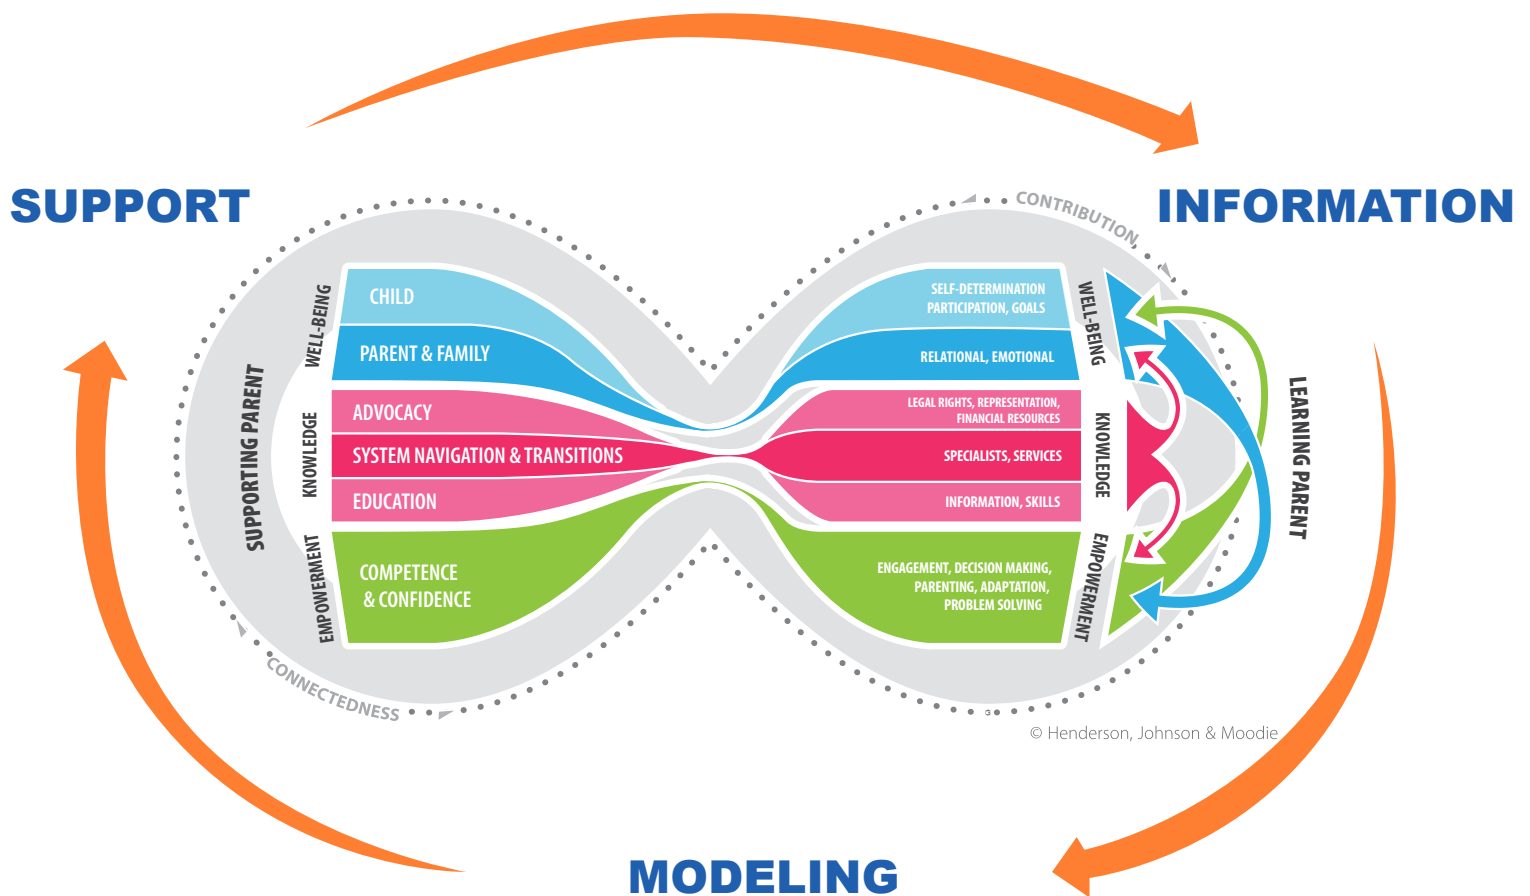 SUPPORT
INFORMATION
CONTRIBUTION
SUPPORTING PARENT
WELL-BEING
CHILD
PARENT & FAMILY
KNOWLEDGE
ADVOCACY
SYSTEM NAVIGATION & TRANSITIONS
EDUCATION
EMPOWERMENT
COMPETENCE
& CONFIDENCE
CONNECTEDNESS
SELF-DETERMINATION
PARTICIPATION, GOALS
RELATIONAL, EMOTIONAL
WELL-BEING
LEGAL RIGHTS, REPRESENTATION,
FINANCIAL RESOURCES
SPECIALISTS, SERVICES
INFORMATION, SKILLS
KNOWLEDGE
ENGAGEMENT, DECISION MAKING,
PARENTING, ADAPTATION,
PROBLEM SOLVING
EMPOWERMENT
LEARNING PARENT
© Henderson, Johnson & Moodie
MODELING